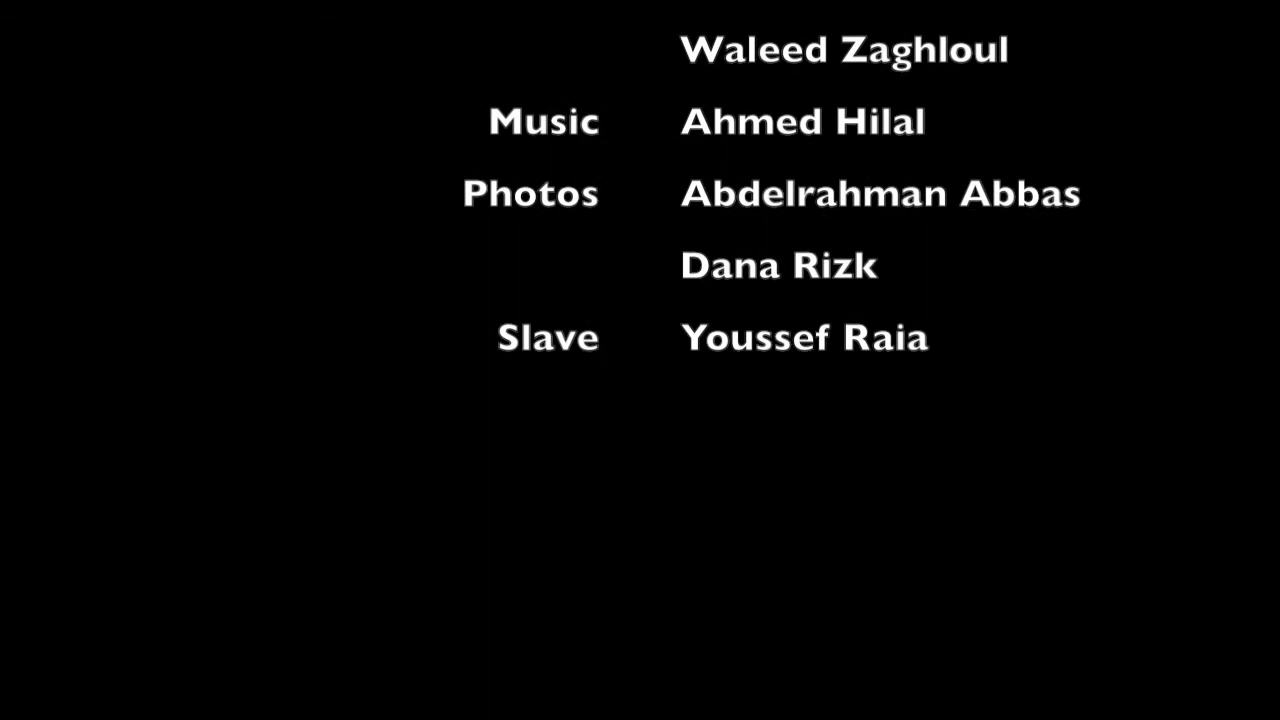 Waleed Zaghloul
Music Ahmed Hilal
Photos Abdelrahman Abbas
Dana Rizk
Slave Youssef Raia